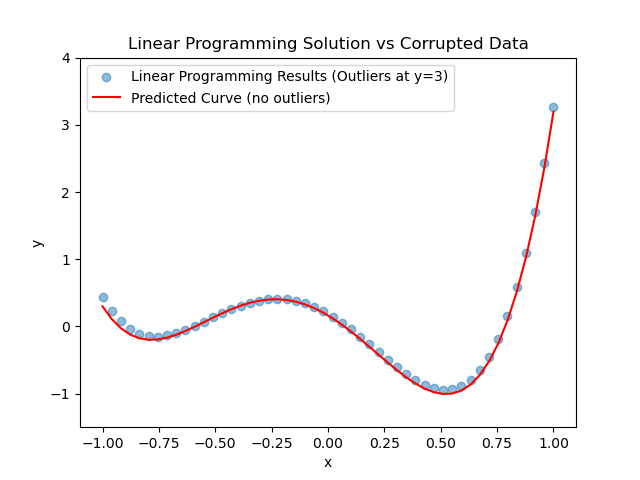 Linear Programming Solution vs Corrupted Data
Linear Programming Results (Outliers at y=3)
Predicted Curve (no outliers)
4
3
2
1
0
−1
y
−1.00 −0.75 −0.50 −0.25 0.00 0.25 0.50 0.75 1.00
x